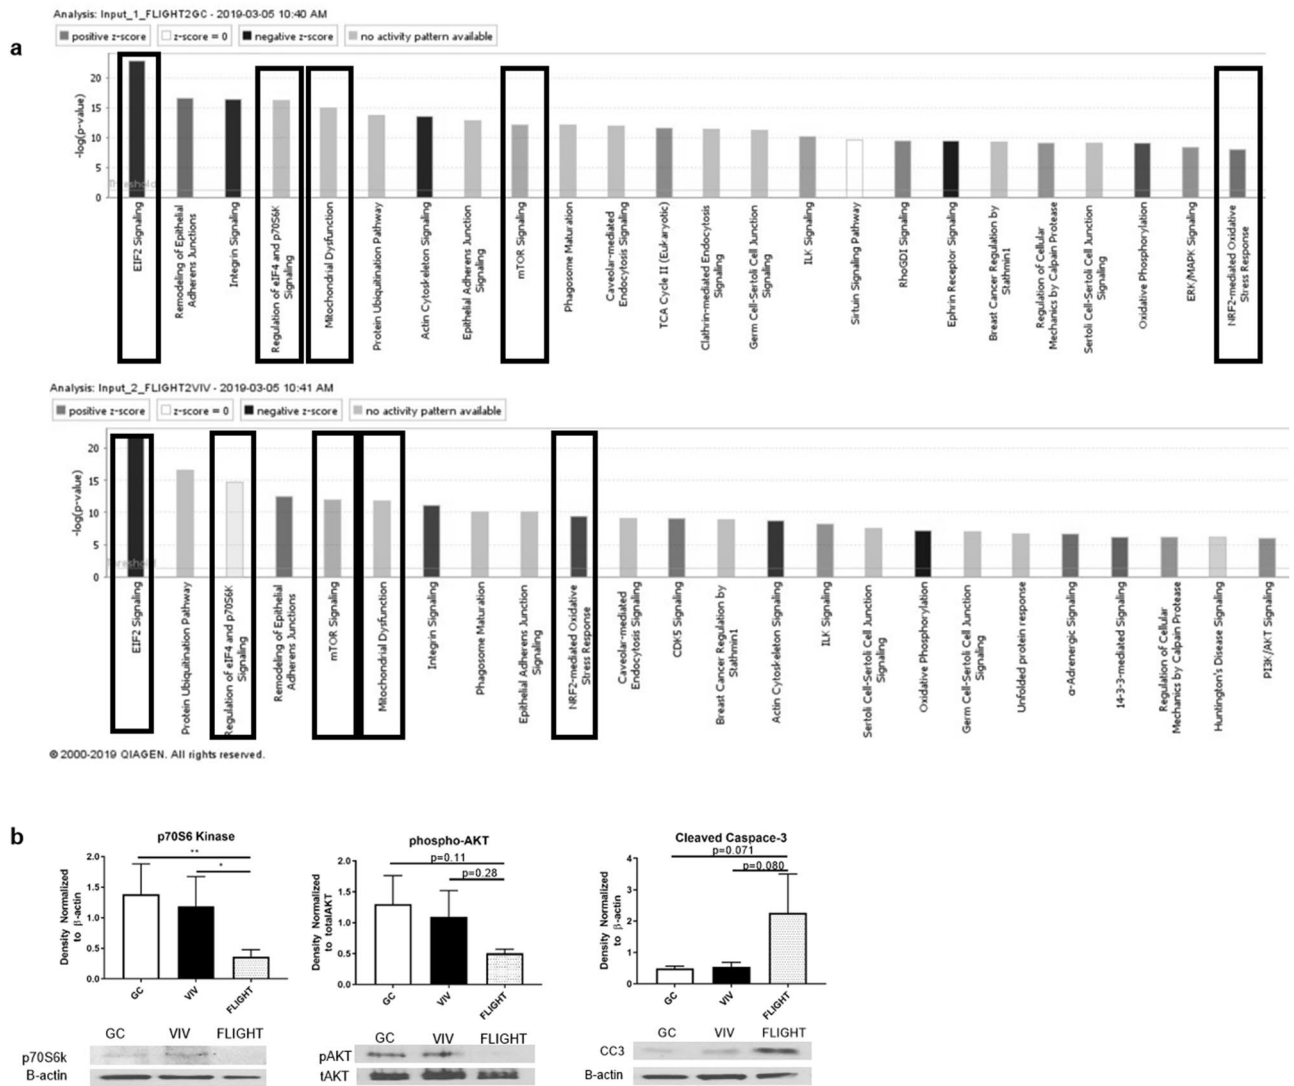 Analysis: Input_1_FLIGHT2GC - 2019-03-05 10:40 AM
positive z-score z-score = 0 negative z-score no activity pattern available
a
-log(p-value)
20
15
10
5
0
Threshold
EIF2 Signaling
Remodeling of Epithelial
Adherens Junctions
Integrin Signaling
Regulation of eIF4 and p70S6K
Signaling
Mitochondrial Dysfunction
Protein Ubiquitination Pathway
Actin Cytoskeleton Signaling
Epithelial Adherens Junction
Signaling
mTOR Signaling
Phagosome Maturation
Caveolar-mediated
Endocytosis Signaling
TCA Cycle II (Eukaryotic)
Clathrin-mediated Endocytosis
Signaling
Germ Cell-Sertoli Cell Junction
Signaling
ILK Signaling
Sirtuin Signaling Pathway
RhoGDI Signaling
Ephrin Receptor Signaling
Breast Cancer Regulation by
Stathmin1
Regulation of Cellular
Mechanics by Calpain Protease
Sertoli Cell-Sertoli Cell Junction
Signaling
Oxidative Phosphorylation
ERK/MAPK Signaling
NRF2-mediated Oxidative
Stress Response
Analysis: Input_2_FLIGHT2VIV - 2019-03-05 10:41 AM
positive z-score z-score = 0 negative z-score no activity pattern available
-log(p-value)
20
15
10
5
0
EIF2 Signaling
Protein Ubiquitination Pathway
Regulation of eIF4 and p70S6K
Signaling
Remodeling of Epithelial
Adherens Junctions
mTOR Signaling
Mitochondrial Dysfunction
Integrin Signaling
Phagosome Maturation
Epithelial Adherens Junction
Signaling
NRF2-mediated Oxidative
Stress Response
Caveolar-mediated
Endocytosis Signaling
CDK5 Signaling
Breast Cancer Regulation by
Stathmin1
Actin Cytoskeleton Signaling
ILK Signaling
Sertoli Cell-Sertoli Cell Junction
Signaling
Oxidative Phosphorylation
Germ Cell-Sertoli Cell Junction
Signaling
Unfolded protein response
α-Adrenergic Signaling
14-3-3-mediated Signaling
Regulation of Cellular
Mechanics by Calpain Protease
Huntington's Disease Signaling
PI3K/AKT Signaling
© 2000-2019 QIAGEN. All rights reserved.
b
p70S6 Kinase
**
*
Density Normalized
to β-actin
2.0
1.5
1.0
0.5
0.0
GC
VIV
FLIGHT
GC VIV FLIGHT
p70S6k
B-actin
phospho-AKT
p=0.11
p=0.28
Density Normalized
to totalAKT
2.0
1.5
1.0
0.5
0.0
GC
VIV
FLIGHT
GC VIV FLIGHT
pAKT
tAKT
Cleaved Caspace-3
p=0.071
p=0.080
Density Normalized
to β-actin
4
3
2
1
0
GC
VIV
FLIGHT
GC VIV FLIGHT
CC3
B-actin